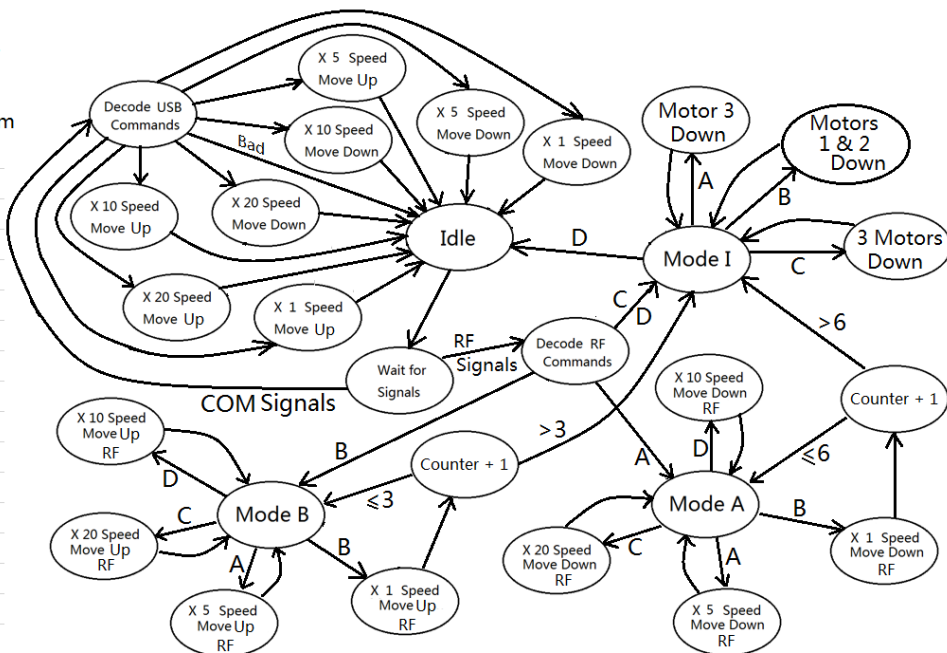 X 5 Speed
Move Up
Decode USB
Commands
m
X 5 Speed
Move Down
Motor 3
Down
Motors
1 & 2
Down
X 10 Speed
Move Down
Bad
X 1 Speed
Move Down
A
B
X 10 Speed
Move Up
X 20 Speed
Move Down
Idle
D
Mode I
C
3 Motors
Down
X 20 Speed
Move Up
X 1 Speed
Move Up
C
D
>6
RF
Signals
Decode RF
Commands
Wait for
Signals
COM Signals
X 10 Speed
Move Down
RF
Counter + 1
X 10 Speed
Move Up
RF
B
>3
D
≤6
A
Counter + 1
D
≤3
Mode B
Mode A
C
B
B
X 20 Speed
Move Up
RF
A
X 20 Speed
Move Down
RF
C
A
X 1 Speed
Move Down
RF
X 5 Speed
Move Up
RF
X 1 Speed
Move Up
RF
X 5 Speed
Move Down
RF